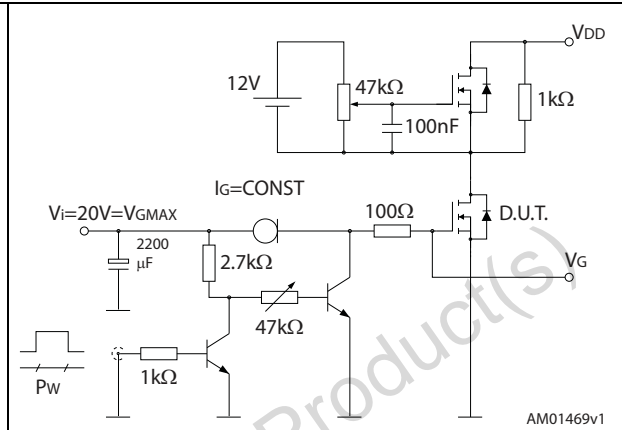 VDD
12V
47kΩ
1kΩ
100nF
IG=CONST
Vi=20V=VGMAX
100Ω
D.U.T.
2200
μF
2.7kΩ
VG
47kΩ
1kΩ
PW
Product(s)
AM01469v1